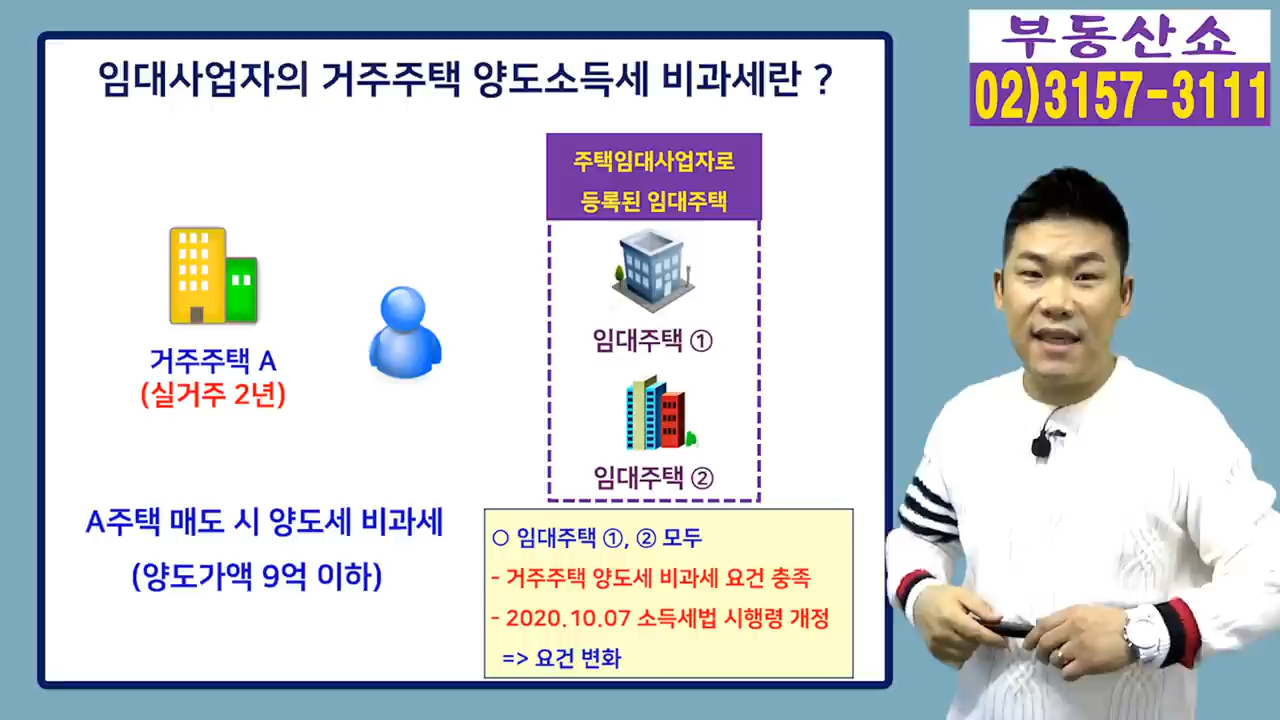 임대사업자의 거주주택 양도소득세 비과세란 ?
부동산쇼
02)3157-3111
주택임대사업자로
등록된 임대주택
거주주택 A
(실거주 2년)
임대주택 ①
임대주택 ②
A주택 매도 시 양도세 비과세
(양도가액 9억 이하)
○ 임대주택 ①, ② 모두
- 거주주택 양도세 비과세 요건 충족
- 2020.10.07 소득세법 시행령 개정
=> 요건 변화